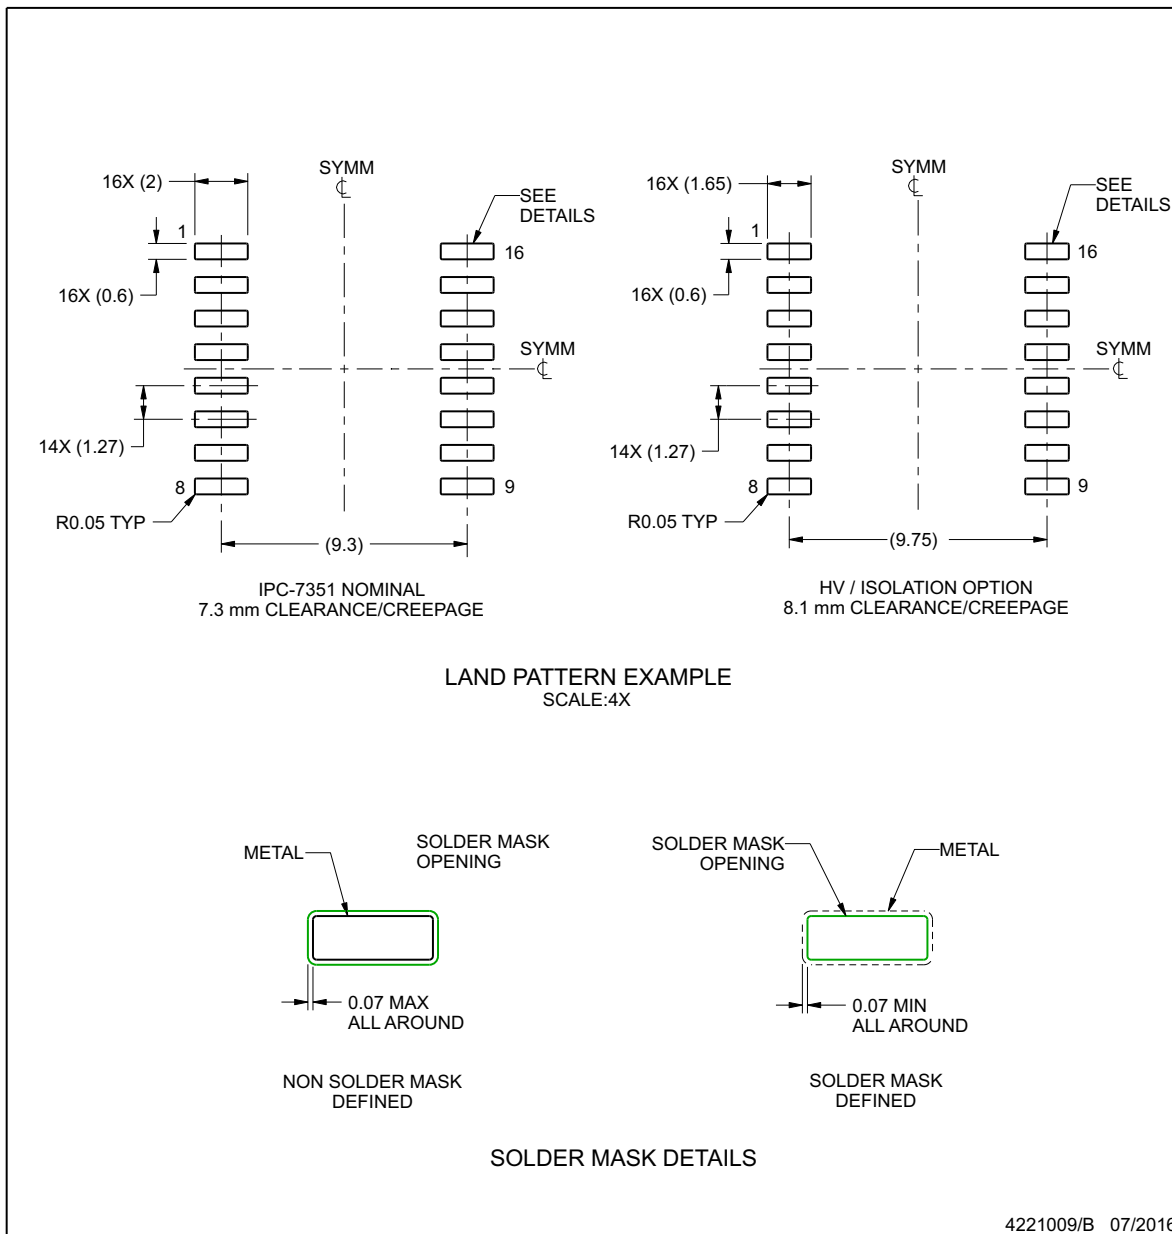 SYMM
16X (2)
SEE
DETAILS
1
16
16X (0.6)
SYMM
14X (1.27)
8
9
R0.05 TYP
(9.3)
IPC-7351 NOMINAL
7.3 mm CLEARANCE/CREEPAGE
SYMM
16X (1.65)
SEE
DETAILS
1
16
16X (0.6)
SYMM
14X (1.27)
8
9
R0.05 TYP
(9.75)
HV / ISOLATION OPTION
8.1 mm CLEARANCE/CREEPAGE
LAND PATTERN EXAMPLE
SCALE:4X
METAL
SOLDER MASK
OPENING
0.07 MAX
ALL AROUND
NON SOLDER MASK
DEFINED
SOLDER MASK
OPENING
METAL
0.07 MIN
ALL AROUND
SOLDER MASK
DEFINED
SOLDER MASK DETAILS
4221009/B 07/2016